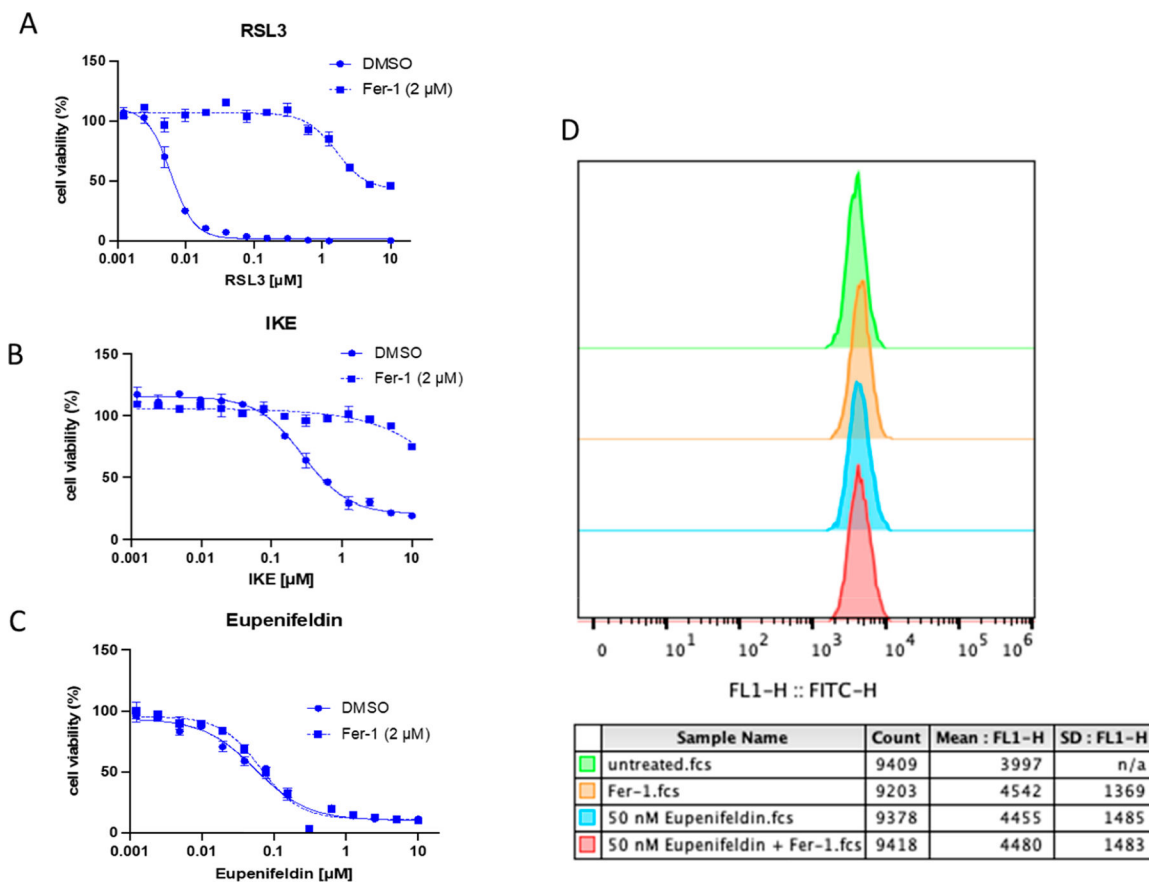 A
RSL3
DMSO
Fer-1 (2 µM)
150
100
50
0
cell viability (%)
0.001 0.01 0.1 1 10
RSL3 [µM]
B
IKE
DMSO
Fer-1 (2 µM)
150
100
50
0
cell viability (%)
0.001 0.01 0.1 1 10
IKE [µM]
C
Eupenifeldin
DMSO
Fer-1 (2 µM)
150
100
50
0
cell viability (%)
0.001 0.01 0.1 1 10
Eupenifeldin [µM]
D
0 10¹ 10² 10³ 10⁴ 10⁵ 10⁶
FL1-H :: FITC-H
Sample Name Count Mean : FL1-H SD : FL1-H
untreated.fcs 9409 3997 n/a
Fer-1.fcs 9203 4542 1369
50 nM Eupenifeldin.fcs 9378 4455 1485
50 nM Eupenifeldin + Fer-1.fcs 9418 4480 1483